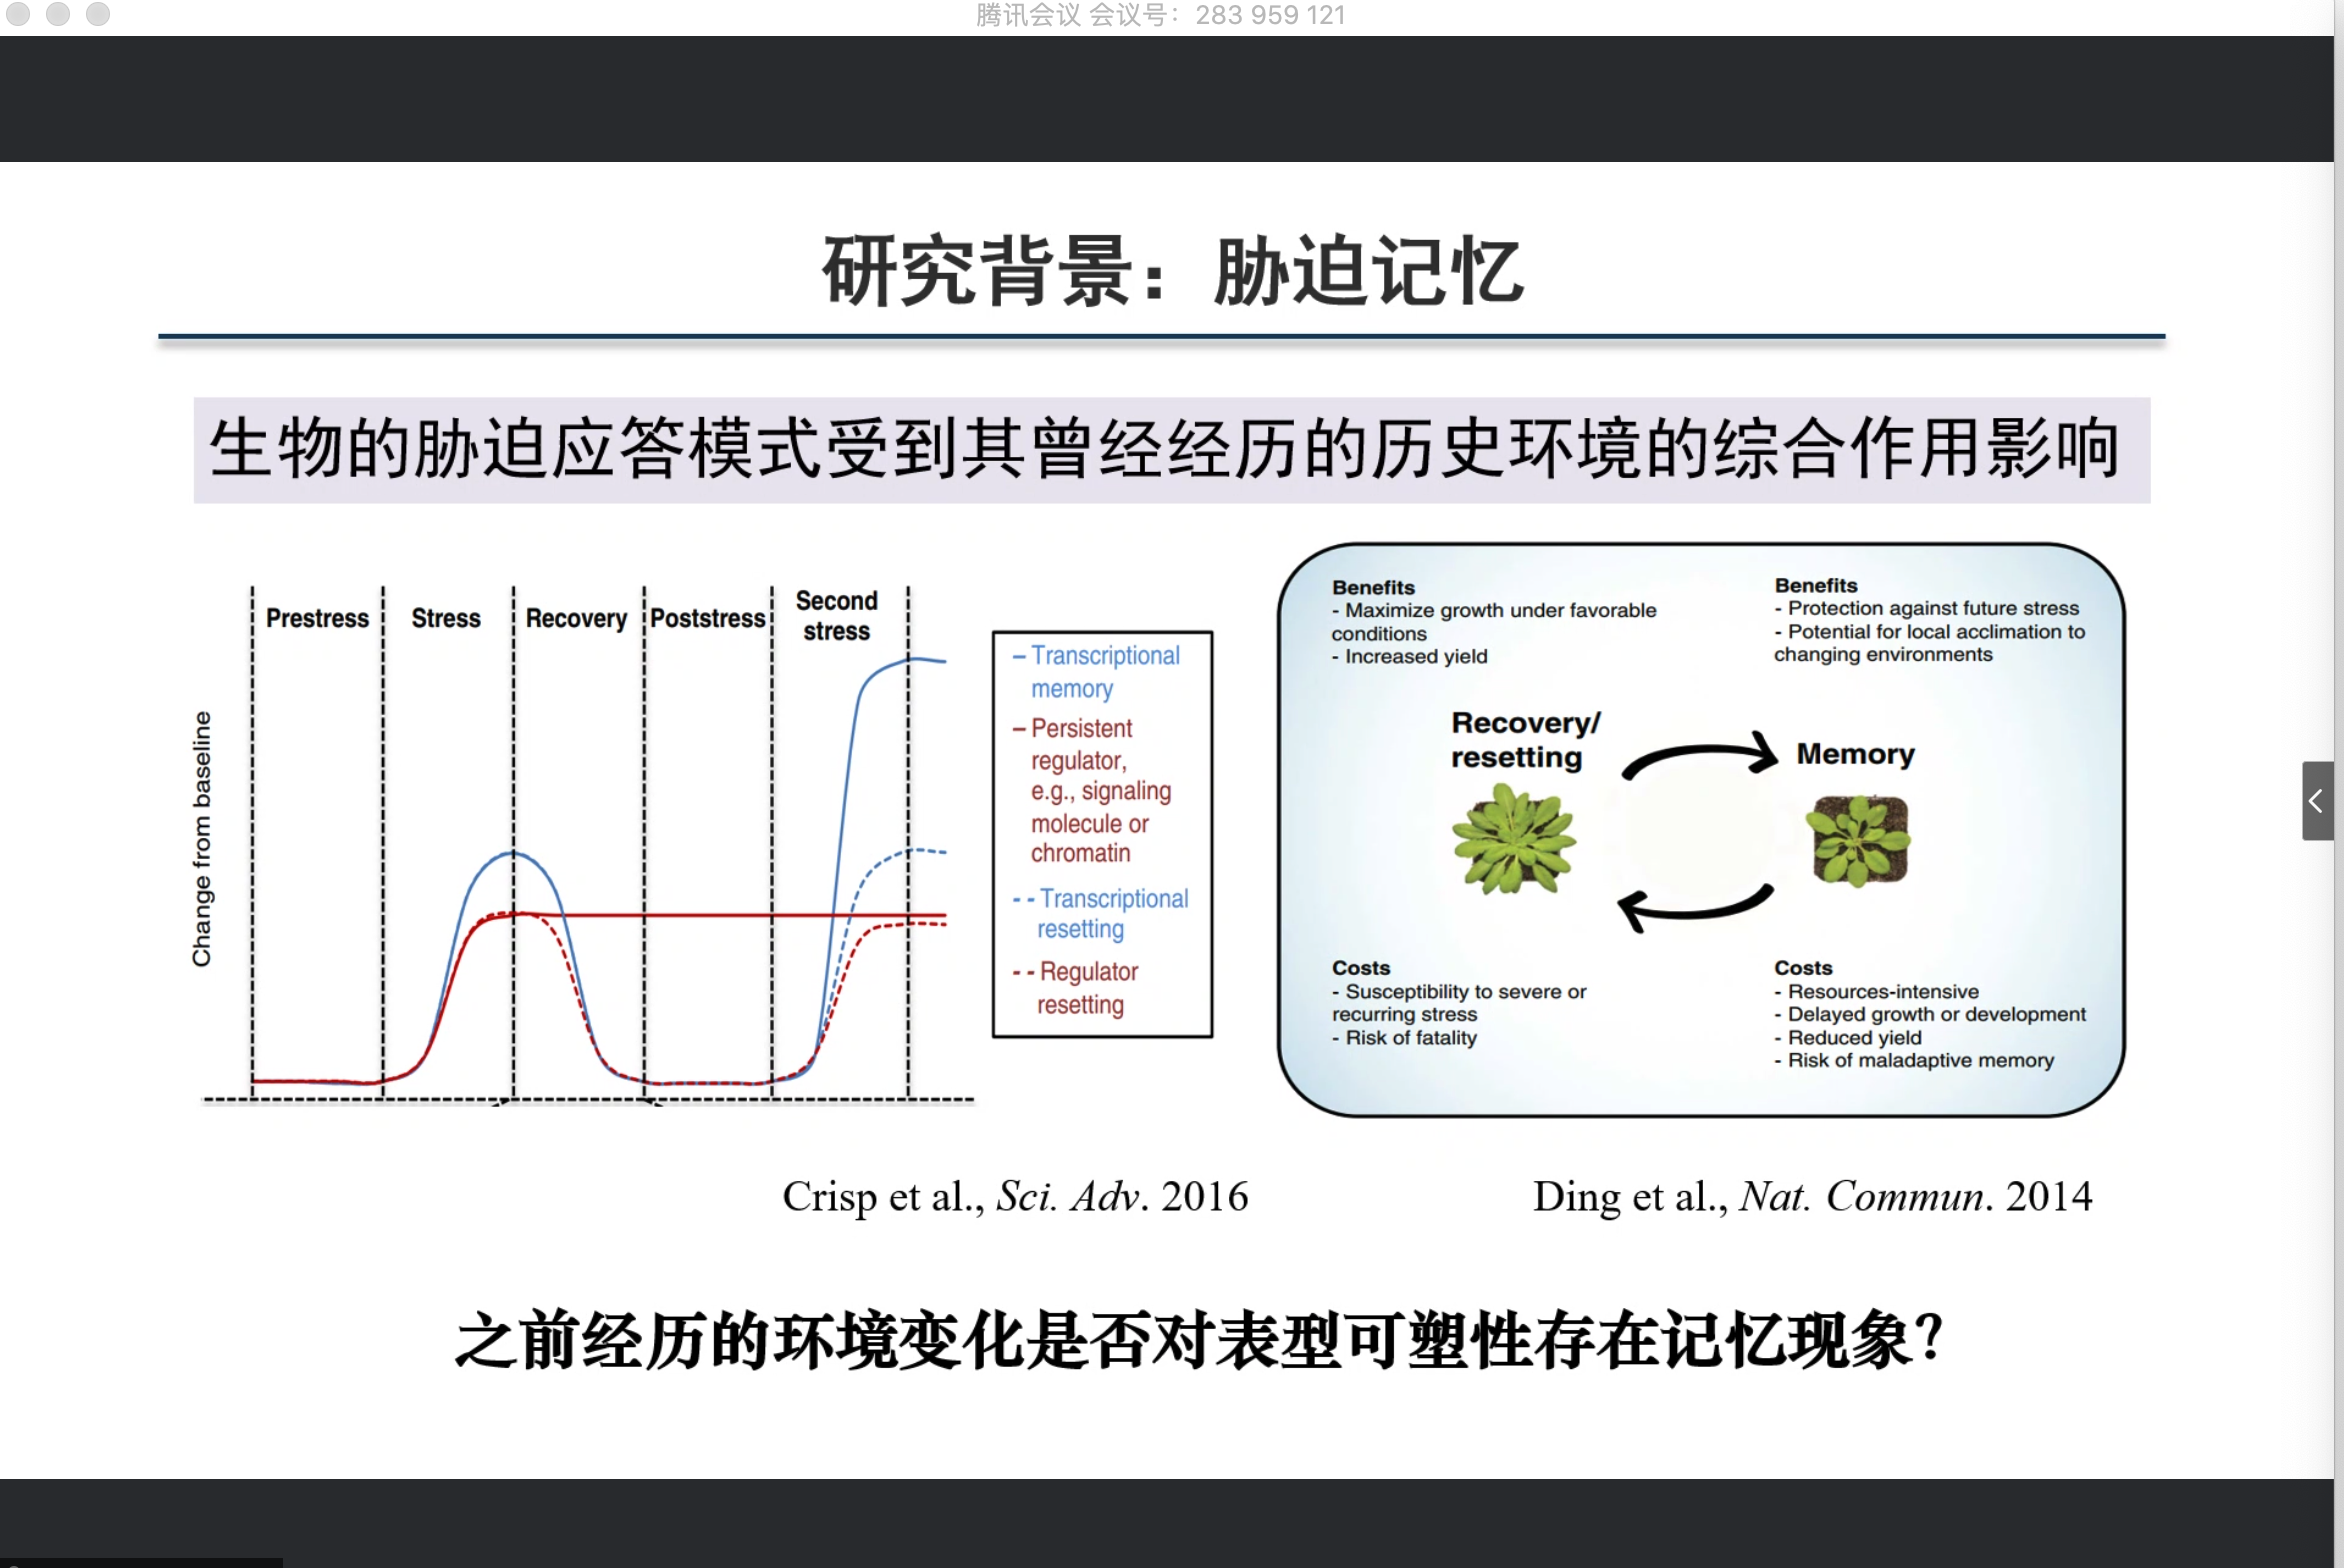 腾讯会议 会议号：283 959 121
研究背景：胁迫记忆
生物的胁迫应答模式受到其曾经经历的历史环境的综合作用影响
Change from baseline
Prestress
Stress
Recovery
Poststress
Second
stress
– Transcriptional
memory
– Persistent
regulator,
e.g., signaling
molecule or
chromatin
- - Transcriptional
resetting
- - Regulator
resetting
Benefits
- Maximize growth under favorable
conditions
- Increased yield
Benefits
- Protection against future stress
- Potential for local acclimation to
changing environments
Recovery/
resetting
Memory
Costs
- Susceptibility to severe or
recurring stress
- Risk of fatality
Costs
- Resources-intensive
- Delayed growth or development
- Reduced yield
- Risk of maladaptive memory
Crisp et al., Sci. Adv. 2016
Ding et al., Nat. Commun. 2014
之前经历的环境变化是否对表型可塑性存在记忆现象？